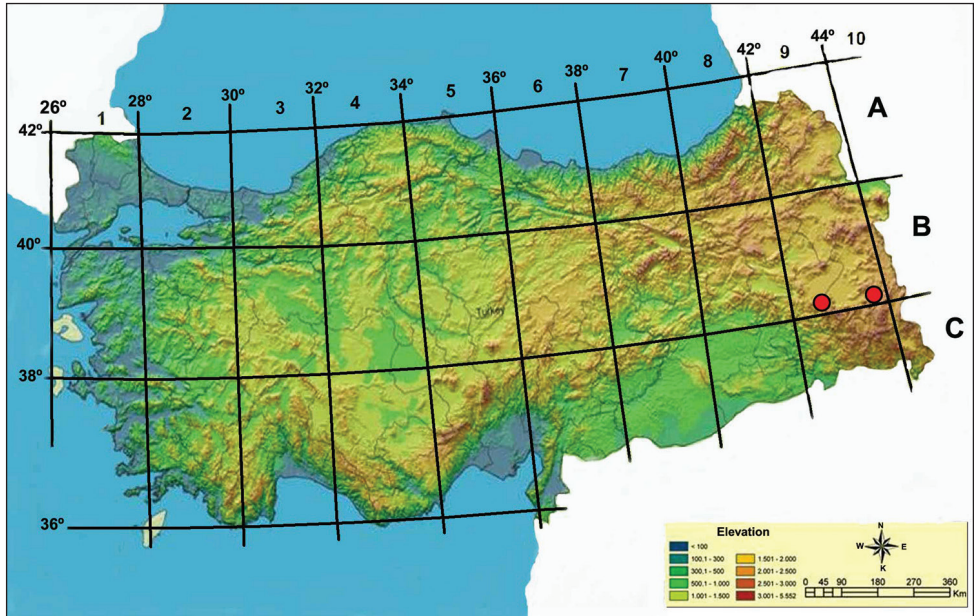 44º 10
42º 9
40º 8
38º 7
36º 6
34º 5
32º 4
30º 3
28º 2
26º 1
42º
A
B
40º
Turkey
C
38º
36º
Elevation
< 100
100,1 - 300
300,1 - 500
500,1 - 1.000
1.001 - 1.500
1.501 - 2.000
2.001 - 2.500
2.501 - 3.000
3.001 - 5.552
N
W E
K
0 45 90 180 270 360
Km